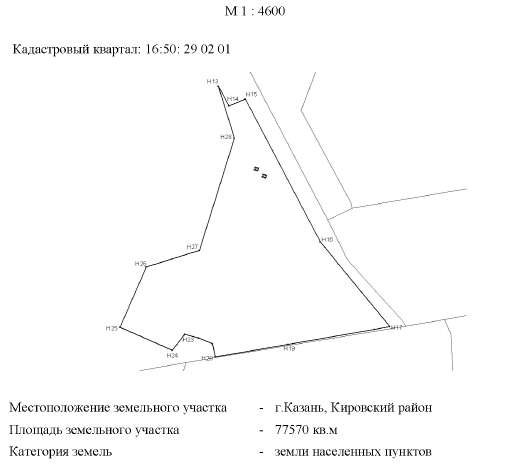 М 1 : 4600
Кадастровый квартал: 16:50: 29 02 01
Н13
Н14
Н15
Н28
Н16
Н27
Н26
Н25
Н17
Н23
Н19
Н24
Н20
Местоположение земельного участка - г.Казань, Кировский район
Площадь земельного участка - 77570 кв.м
Категория земель - земли населенных пунктов